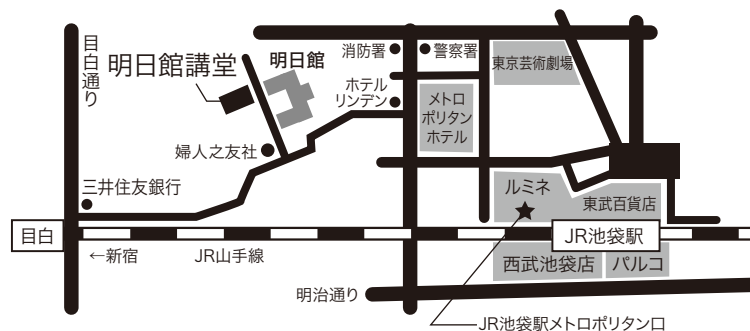 目白通り
明日館講堂
明日館
消防署
警察署
東京芸術劇場
ホテル
リンデン
メトロ
ポリタン
ホテル
婦人之友社
三井住友銀行
ルミネ
東武百貨店
目白
JR池袋駅
←新宿
JR山手線
西武池袋店
パルコ
明治通り
JR池袋駅メトロポリタン口